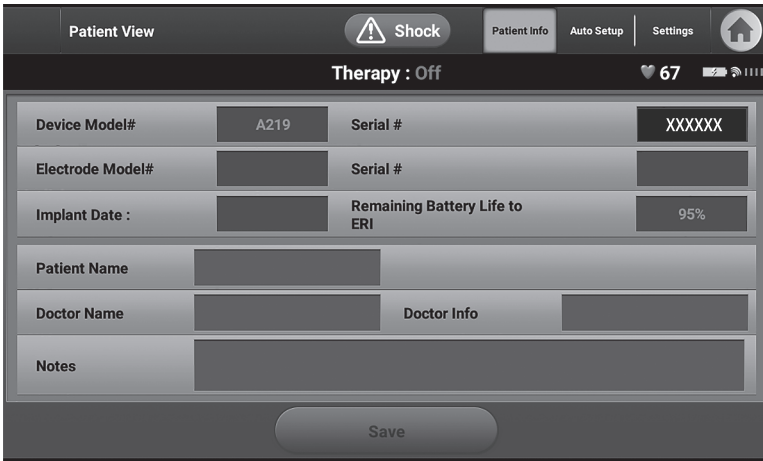 Patient View
Shock
Patient Info
Auto Setup
Settings
Therapy : Off
67
Device Model#
A219
Serial #
XXXXXX
Electrode Model#
Serial #
Implant Date :
Remaining Battery Life to
ERI
95%
Patient Name
Doctor Name
Doctor Info
Notes
Save